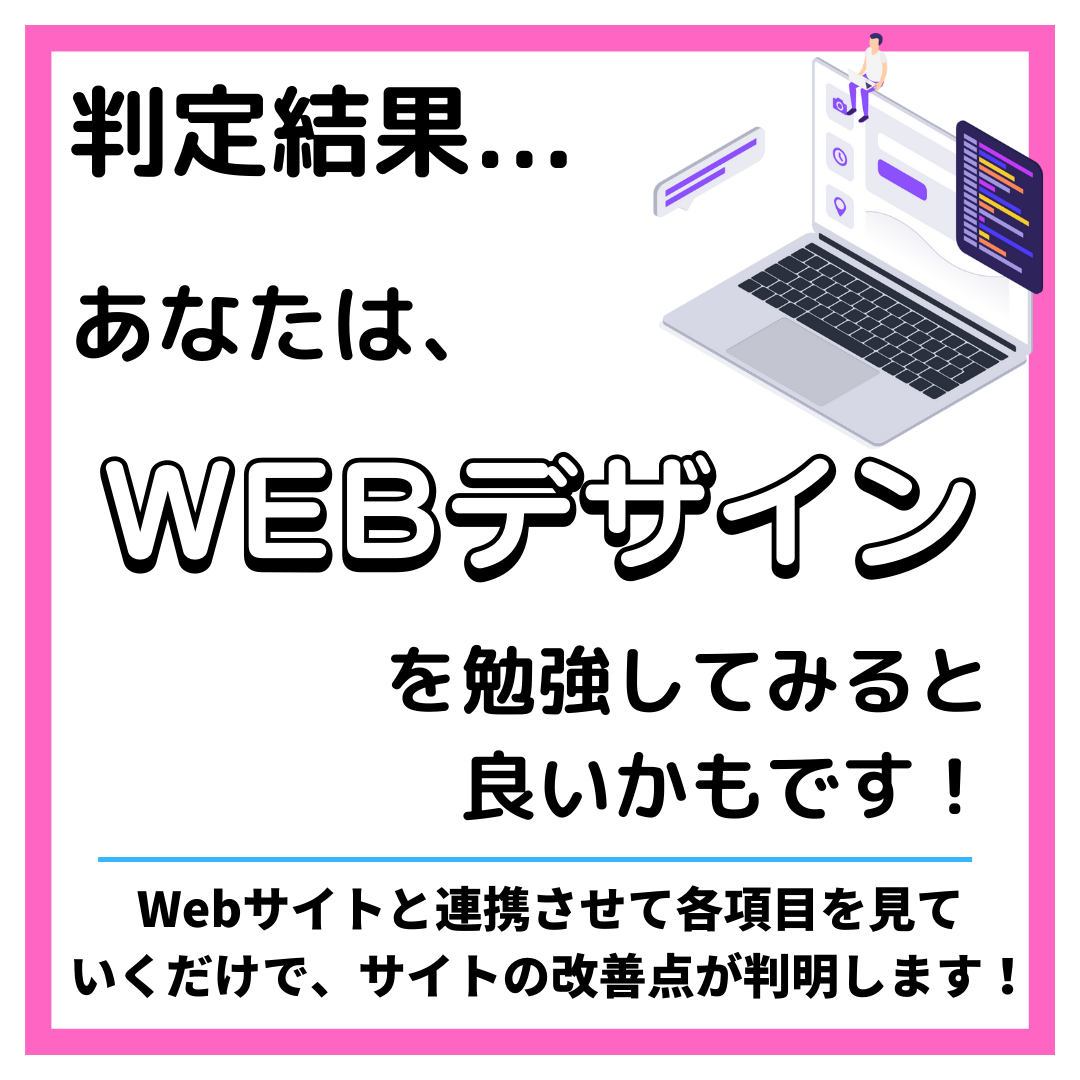 判定結果...
あなたは、
WEBデザイン
を勉強してみると
良いかもです！
Webサイトと連携させて各項目を見て
いくだけで、サイトの改善点が判明します！